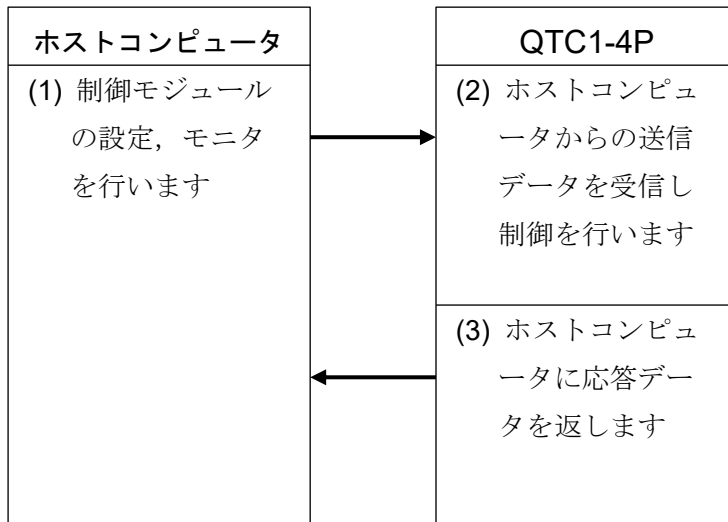 ホストコンピュータ
(1) 制御モジュール
の設定，モニタ
を行います
QTC1-4P
(2) ホストコンピュ
ータからの送信
データを受信し
制御を行います
(3) ホストコンピュ
ータに応答デー
タを返します